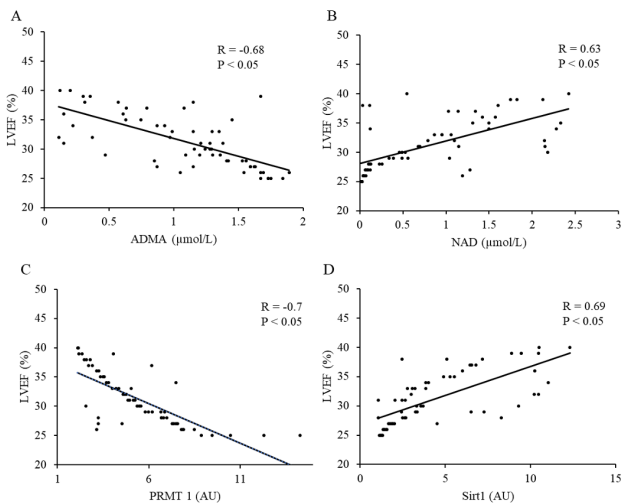 A
R = -0.68
P < 0.05
LVEF (%)
50
45
40
35
30
25
20
0
0.5
1
1.5
2
ADMA (µmol/L)
B
R = 0.63
P < 0.05
LVEF (%)
50
45
40
35
30
25
20
0
0.5
1
1.5
2
2.5
3
NAD (µmol/L)
C
R = -0.7
P < 0.05
LVEF (%)
50
45
40
35
30
25
20
1
6
11
PRMT 1 (AU)
D
R = 0.69
P < 0.05
LVEF (%)
50
45
40
35
30
25
20
0
5
10
15
Sirt1 (AU)